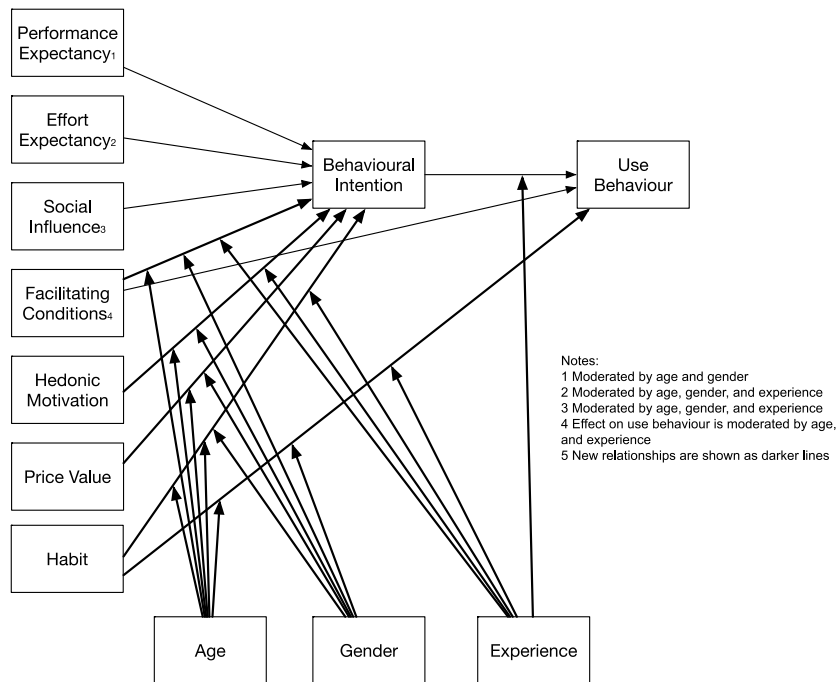 Performance
Expectancy1
Effort
Expectancy2
Behavioural
Intention
Use
Behaviour
Social
Influence3
Facilitating
Conditions4
Hedonic
Motivation
Price Value
Habit
Notes:
1 Moderated by age and gender
2 Moderated by age, gender, and experience
3 Moderated by age, gender, and experience
4 Effect on use behaviour is moderated by age,
and experience
5 New relationships are shown as darker lines
Age
Gender
Experience